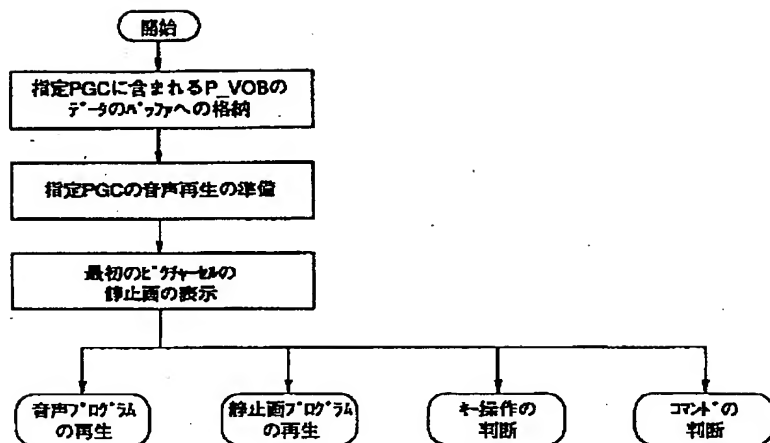 開始
指定PGCに含まれるP_VOBの
ﾃﾞｰﾀのﾊﾞｯﾌｧへの格納
指定PGCの音声再生の準備
最初のﾋﾟｸﾁｬｰｾﾙの
静止画の表示
音声ﾌﾟﾛｸﾞﾗﾑ
の再生
静止画ﾌﾟﾛｸﾞﾗﾑ
の再生
ｷｰ操作の
判断
ｺﾏﾝﾄﾞの
判断